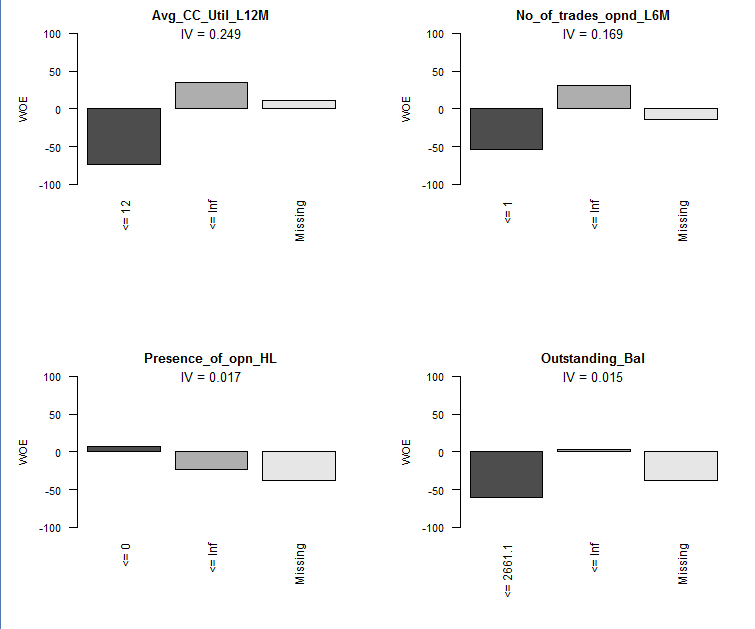 Avg_CC_Util_L12M
IV = 0.249
WOE
100
50
0
-50
-100
<= 12
<= Inf
Missing
No_of_trades_opnd_L6M
IV = 0.169
WOE
100
50
0
-50
-100
<= 1
<= Inf
Missing
Presence_of_opn_HL
IV = 0.017
WOE
100
50
0
-50
-100
<= 0
<= Inf
Missing
Outstanding_Bal
IV = 0.015
WOE
100
50
0
-50
-100
<= 2661.1
<= Inf
Missing